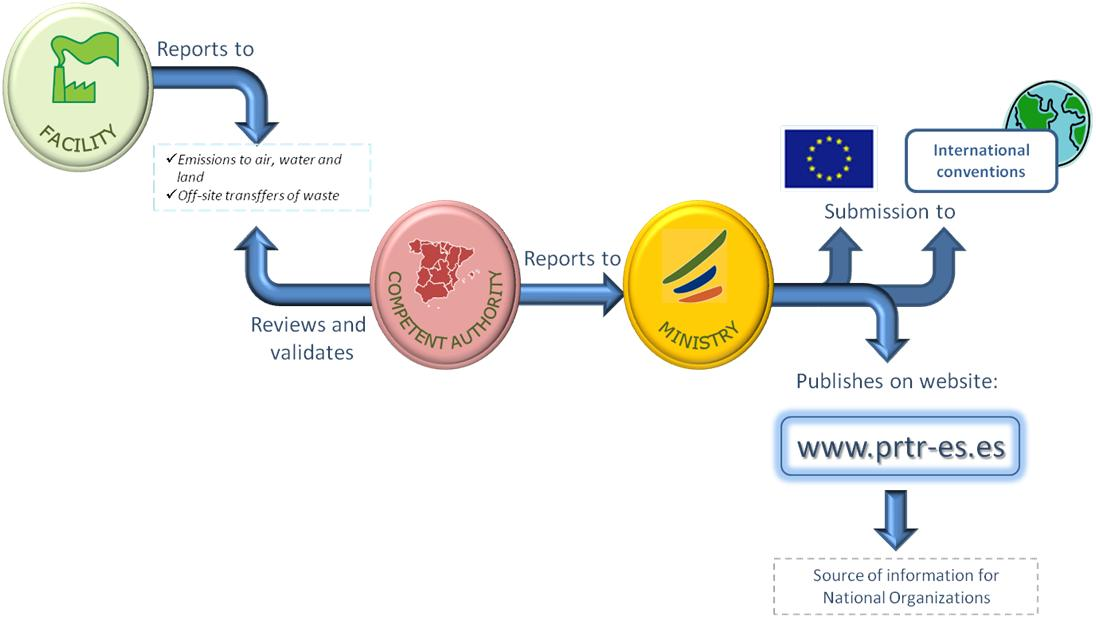 Reports to
FACILITY
✓Emissions to air, water and
land
✓Off-site transffers of waste
International
conventions
Submission to
Reports to
COMPETENT AUTHORITY
MINISTRY
Reviews and
validates
Publishes on website:
www.prtr-es.es
Source of information for
National Organizations